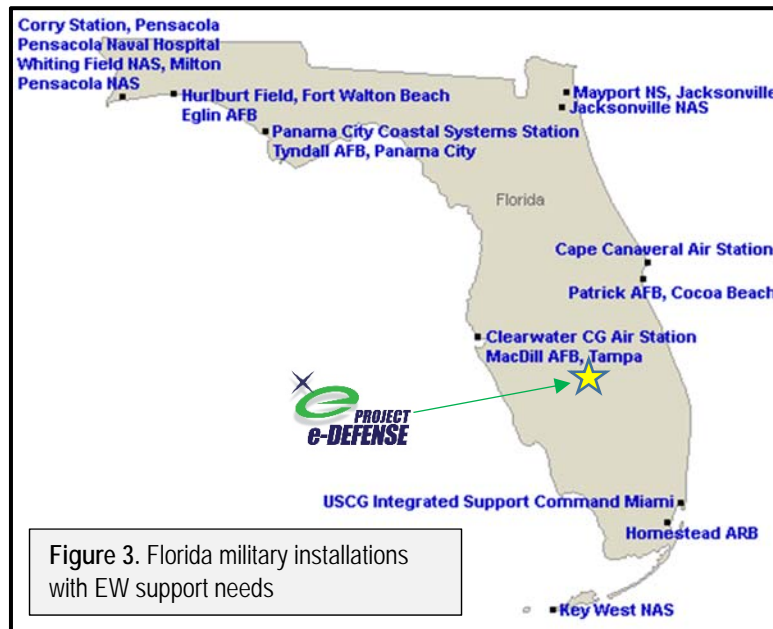 Corry Station, Pensacola
Pensacola Naval Hospital
Whiting Field NAS, Milton
Pensacola NAS
Hurlburt Field, Fort Walton Beach
Eglin AFB
Mayport NS, Jacksonville
Jacksonville NAS
Panama City Coastal Systems Station
Tyndall AFB, Panama City
Florida
Cape Canaveral Air Station
Patrick AFB, Cocoa Beach
Clearwater CG Air Station
MacDill AFB, Tampa
e PROJECT
e-DEFENSE
USCG Integrated Support Command Miami
Homestead ARB
Figure 3. Florida military installations
with EW support needs
Key West NAS